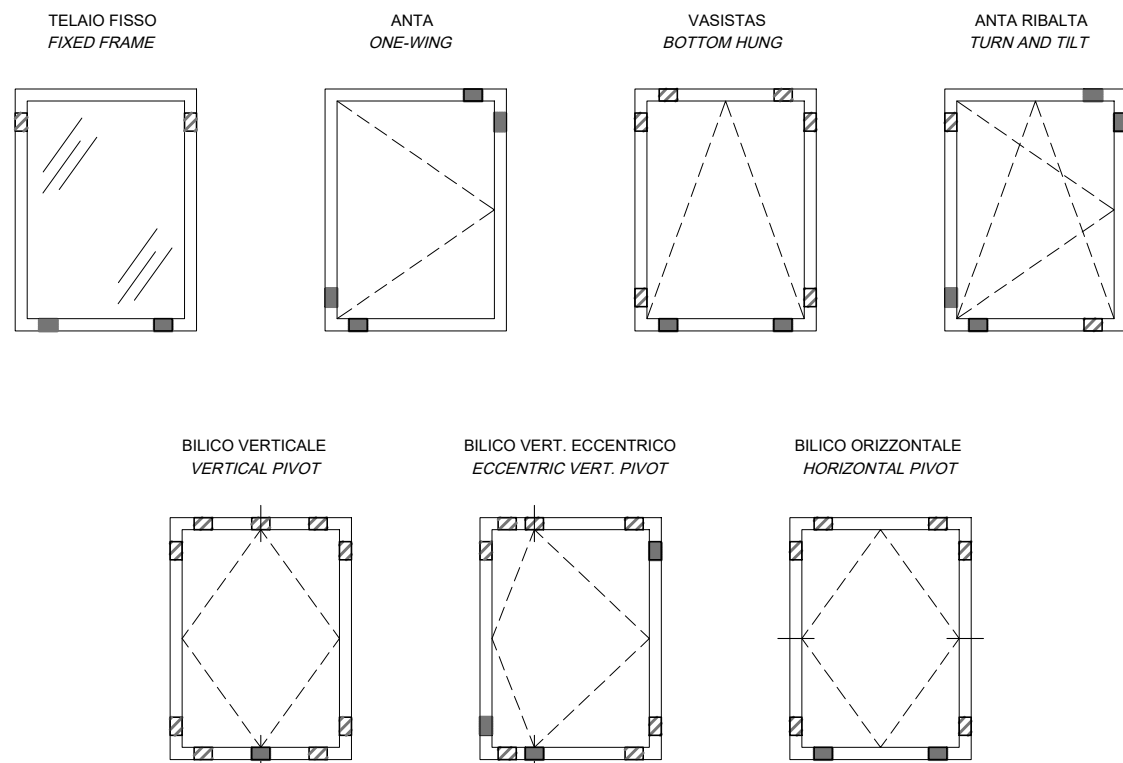 TELAIO FISSO
FIXED FRAME
ANTA
ONE-WING
VASISTAS
BOTTOM HUNG
ANTA RIBALTA
TURN AND TILT
BILICO VERTICALE
VERTICAL PIVOT
BILICO VERT. ECCENTRICO
ECCENTRIC VERT. PIVOT
BILICO ORIZZONTALE
HORIZONTAL PIVOT